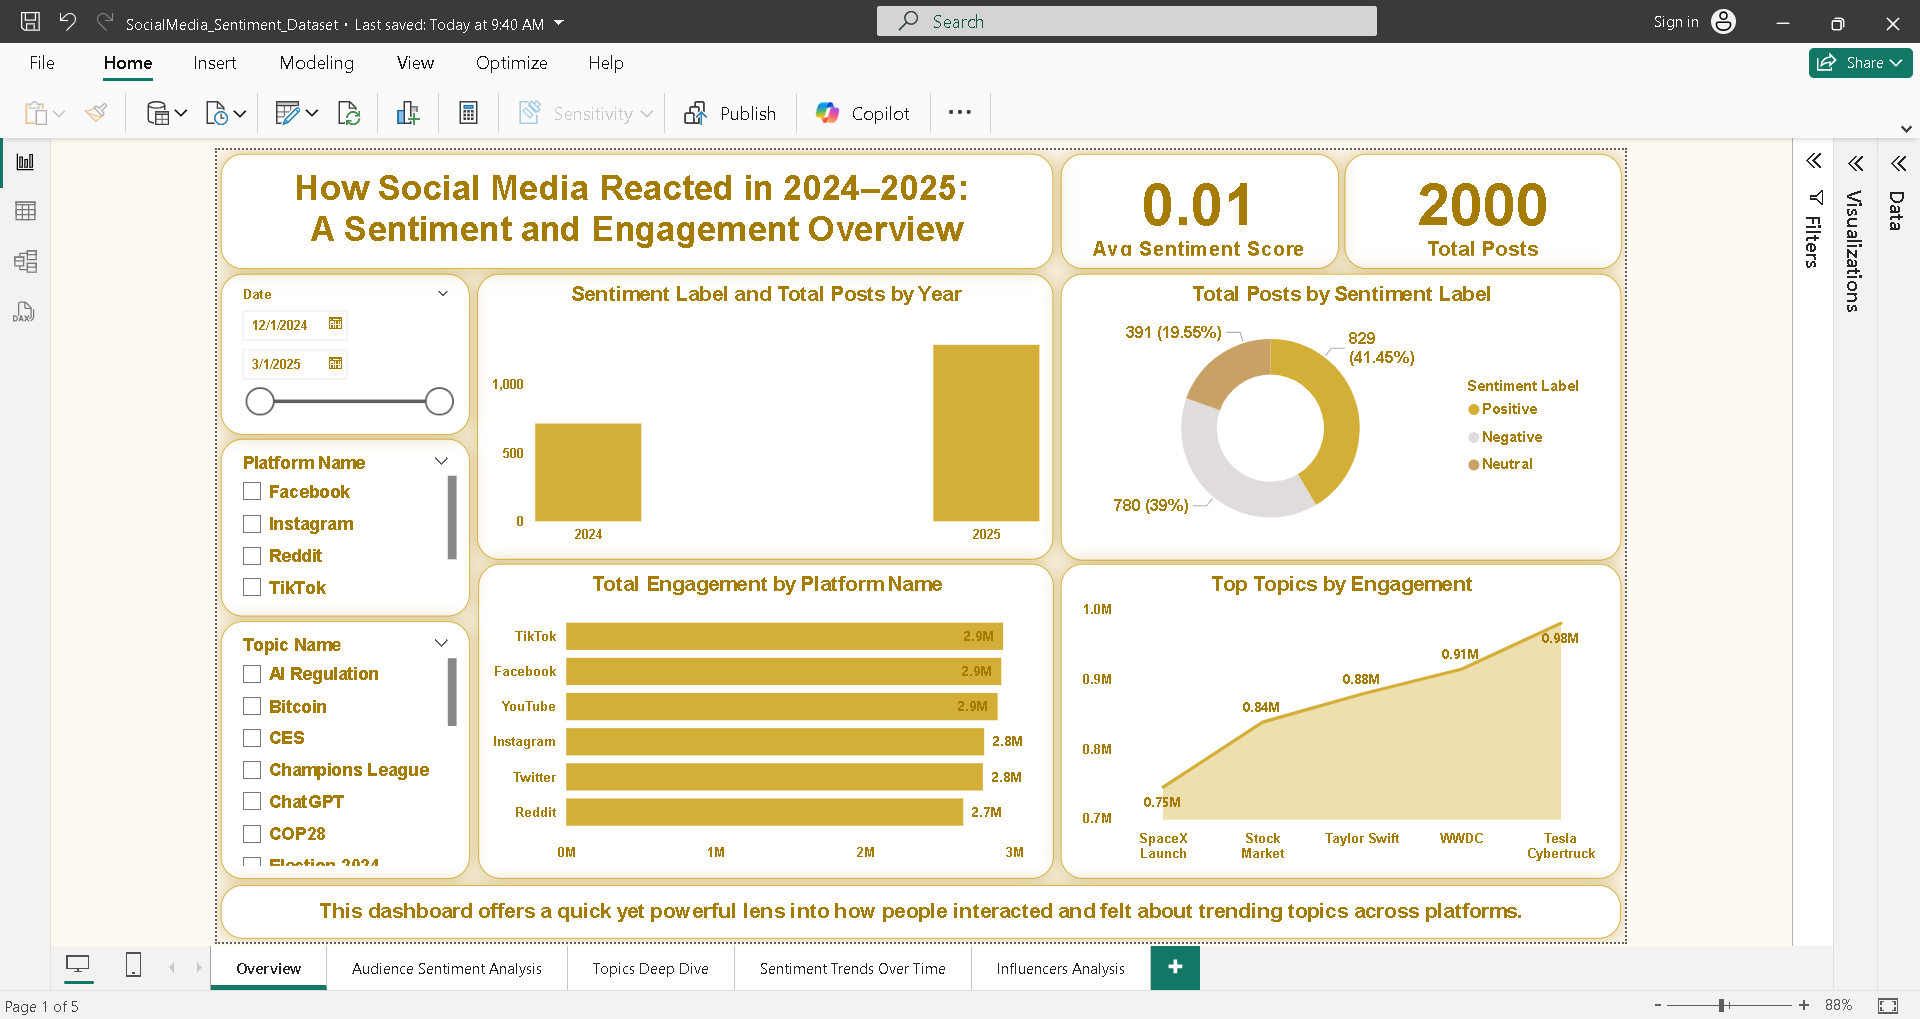 SocialMedia_Sentiment_Dataset • Last saved: Today at 9:40 AM
Search
Sign in
File
Home
Insert
Modeling
View
Optimize
Help
Share
Sensitivity
Publish
Copilot
How Social Media Reacted in 2024–2025:
A Sentiment and Engagement Overview
0.01
Avg Sentiment Score
2000
Total Posts
Date
12/1/2024
3/1/2025
Platform Name
Facebook
Instagram
Reddit
TikTok
Topic Name
AI Regulation
Bitcoin
CES
Champions League
ChatGPT
COP28
Election 2024
Sentiment Label and Total Posts by Year
1,000
500
0
2024
2025
Total Posts by Sentiment Label
391 (19.55%)
829
(41.45%)
780 (39%)
Sentiment Label
Positive
Negative
Neutral
Total Engagement by Platform Name
TikTok 2.9M
Facebook 2.9M
YouTube 2.9M
Instagram 2.8M
Twitter 2.8M
Reddit 2.7M
0M 1M 2M 3M
Top Topics by Engagement
1.0M
0.9M
0.8M
0.7M
0.75M
0.84M
0.88M
0.91M
0.98M
SpaceX
Launch
Stock
Market
Taylor Swift
WWDC
Tesla
Cybertruck
This dashboard offers a quick yet powerful lens into how people interacted and felt about trending topics across platforms.
Filters
Visualizations
Data
DAX
Overview
Audience Sentiment Analysis
Topics Deep Dive
Sentiment Trends Over Time
Influencers Analysis
Page 1 of 5
88%